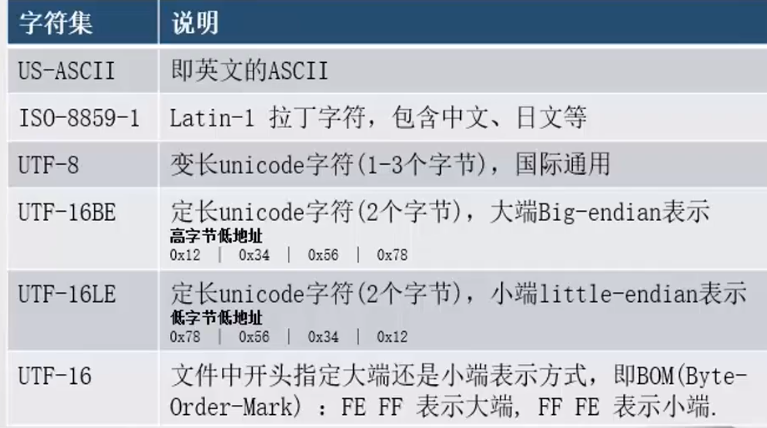 字符集 说明
US-ASCII 即英文的ASCII
ISO-8859-1 Latin-1 拉丁字符，包含中文、日文等
UTF-8 变长unicode字符(1-3个字节)，国际通用
UTF-16BE 定长unicode字符(2个字节)，大端Big-endian表示
高字节低地址
0x12 | 0x34 | 0x56 | 0x78
UTF-16LE 定长unicode字符(2个字节)，小端little-endian表示
低字节低地址
0x78 | 0x56 | 0x34 | 0x12
UTF-16 文件中开头指定大端还是小端表示方式，即BOM(Byte-
Order-Mark) : FE FF 表示大端, FF FE 表示小端.